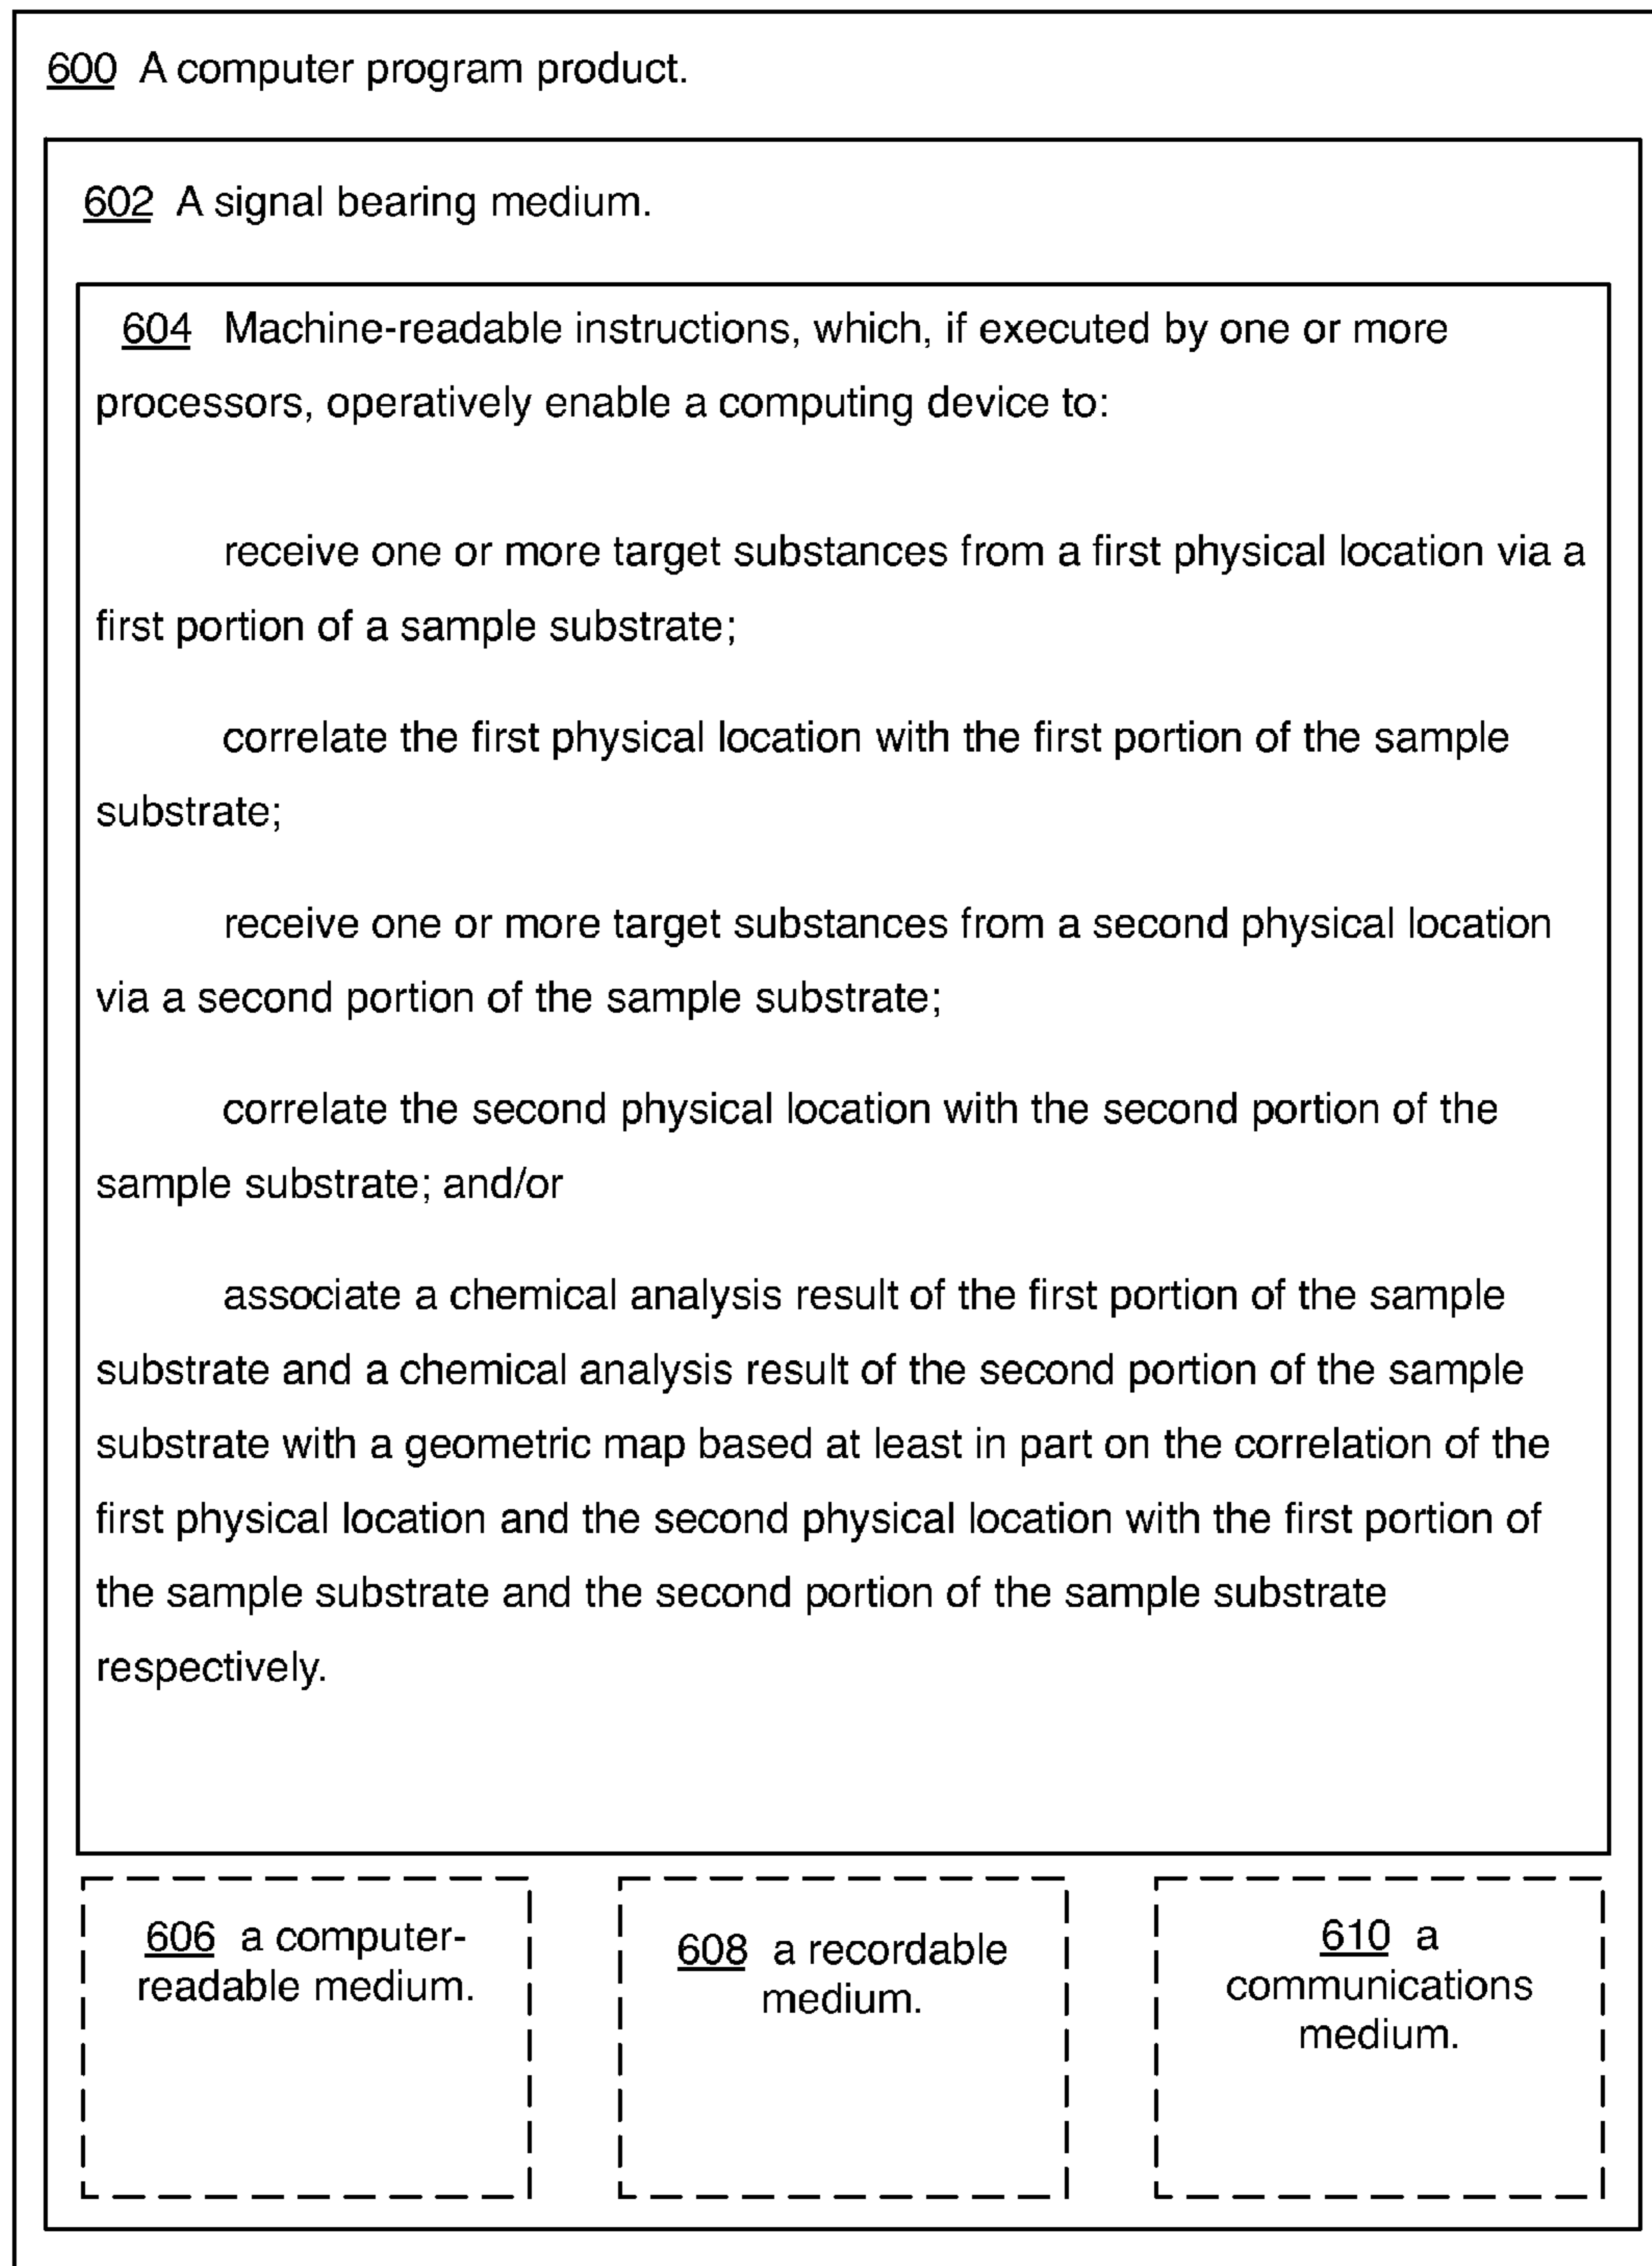 600 A computer program product.
602 A signal bearing medium.
604 Machine-readable instructions, which, if executed by one or more
processors, operatively enable a computing device to:
receive one or more target substances from a first physical location via a
first portion of a sample substrate;
correlate the first physical location with the first portion of the sample
substrate;
receive one or more target substances from a second physical location
via a second portion of the sample substrate;
correlate the second physical location with the second portion of the
sample substrate; and/or
associate a chemical analysis result of the first portion of the sample
substrate and a chemical analysis result of the second portion of the sample
substrate with a geometric map based at least in part on the correlation of the
first physical location and the second physical location with the first portion of
the sample substrate and the second portion of the sample substrate
respectively.
606 a computer-
readable medium.
608 a recordable
medium.
610 a
communications
medium.